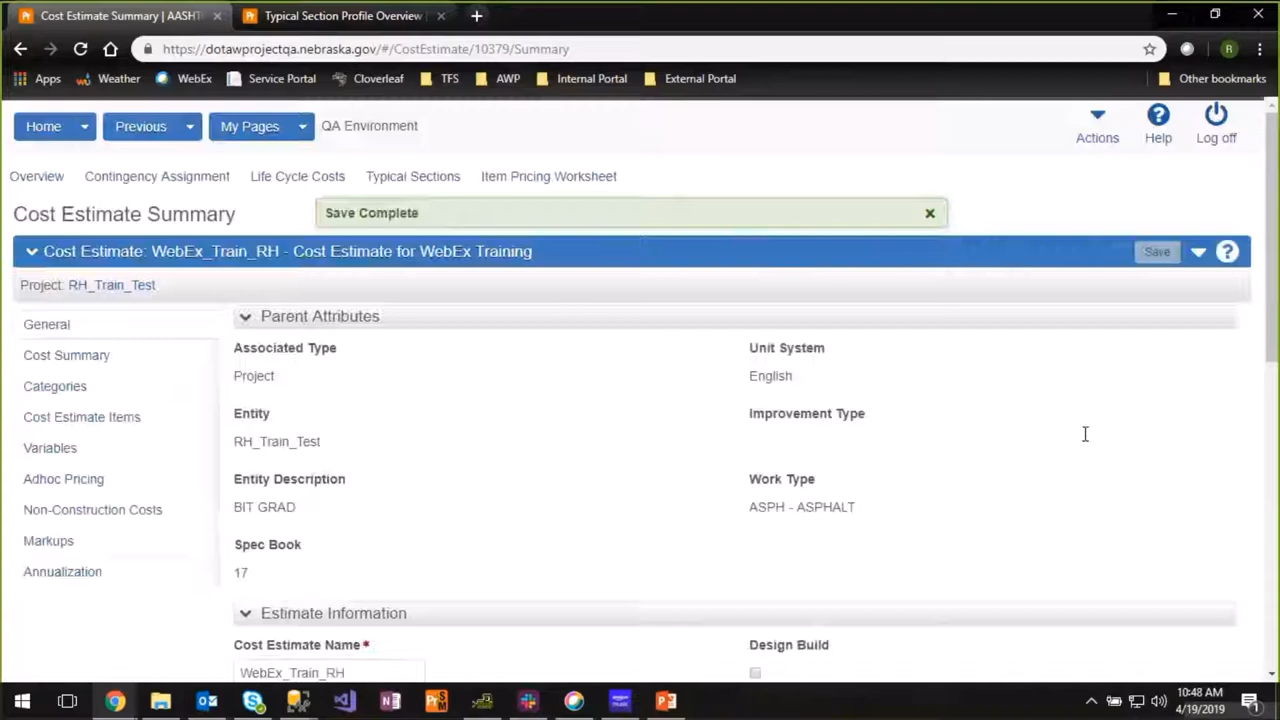 Cost Estimate Summary | AASHT
Typical Section Profile Overview
https://dotawprojectqa.nebraska.gov/#/CostEstimate/10379/Summary
R
Apps Weather WebEx Service Portal Cloverleaf TFS AWP Internal Portal External Portal Other bookmarks
Home Previous My Pages QA Environment
Actions Help Log off
Overview Contingency Assignment Life Cycle Costs Typical Sections Item Pricing Worksheet
Cost Estimate Summary
Save Complete
Cost Estimate: WebEx_Train_RH - Cost Estimate for WebEx Training
Save
Project: RH_Train_Test
General
Cost Summary
Categories
Cost Estimate Items
Variables
Adhoc Pricing
Non-Construction Costs
Markups
Annualization
Parent Attributes
Associated Type
Project
Unit System
English
Entity
RH_Train_Test
Improvement Type
Entity Description
BIT GRAD
Work Type
ASPH - ASPHALT
Spec Book
17
Estimate Information
Cost Estimate Name*
WebEx_Train_RH
Design Build
10:48 AM
4/19/2019